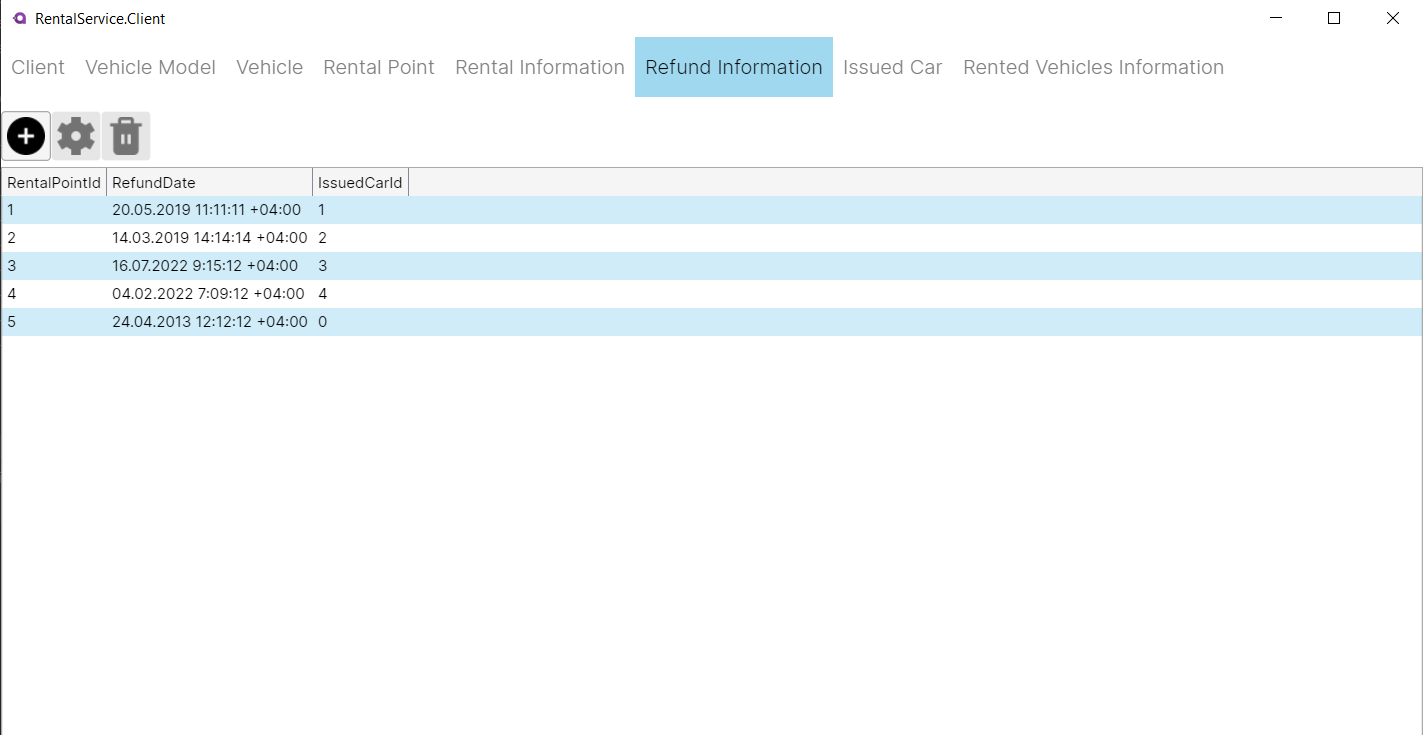 RentalService.Client
Client Vehicle Model Vehicle Rental Point Rental Information Refund Information Issued Car Rented Vehicles Information
RentalPointId RefundDate IssuedCarId
1 20.05.2019 11:11:11 +04:00 1
2 14.03.2019 14:14:14 +04:00 2
3 16.07.2022 9:15:12 +04:00 3
4 04.02.2022 7:09:12 +04:00 4
5 24.04.2013 12:12:12 +04:00 0